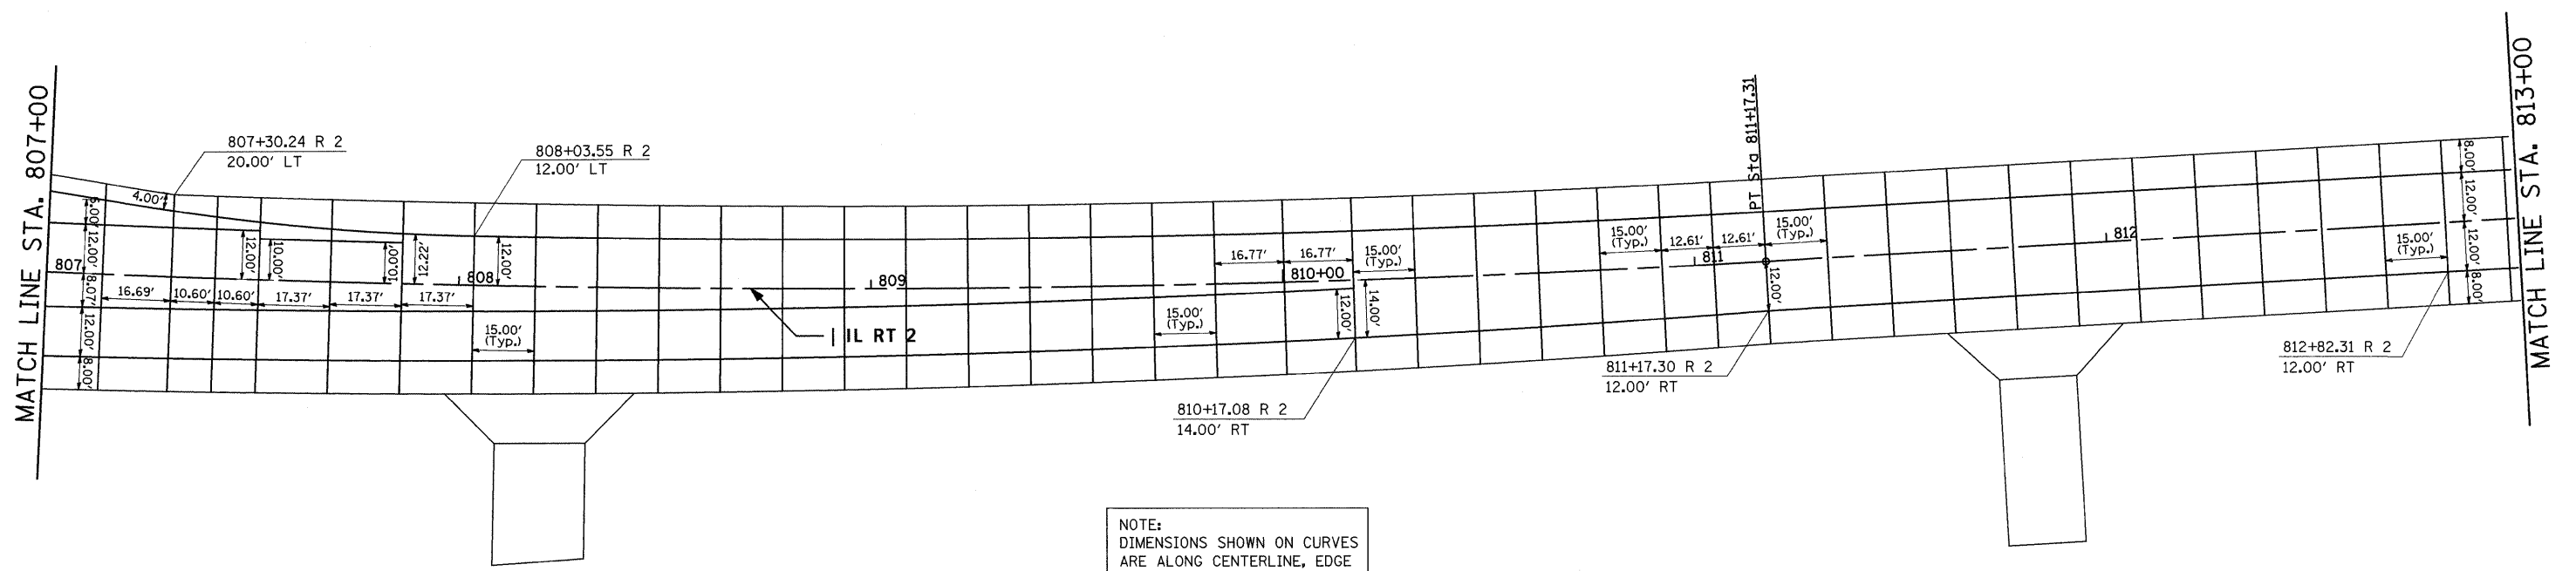 MATCH LINE STA. 807+00
807+30.24 R 2
20.00' LT
808+03.55 R 2
12.00' LT
PT Sta 811+17.31
MATCH LINE STA. 813+00
4.00'
12.00'
8.07'
12.00'
8.00'
807
16.69'
10.60'
10.60'
17.37'
17.37'
17.37'
12.00'
10.00'
10.00'
12.22'
12.00'
808
15.00'
(Typ.)
809
IL RT 2
15.00'
(Typ.)
16.77'
16.77'
810+00
15.00'
(Typ.)
12.00'
14.00'
15.00'
(Typ.)
12.61'
12.61'
811
15.00'
(Typ.)
12.00'
812
15.00'
(Typ.)
8.00'
12.00'
12.00'
8.00'
810+17.08 R 2
14.00' RT
811+17.30 R 2
12.00' RT
812+82.31 R 2
12.00' RT
NOTE:
DIMENSIONS SHOWN ON CURVES
ARE ALONG CENTERLINE, EDGE